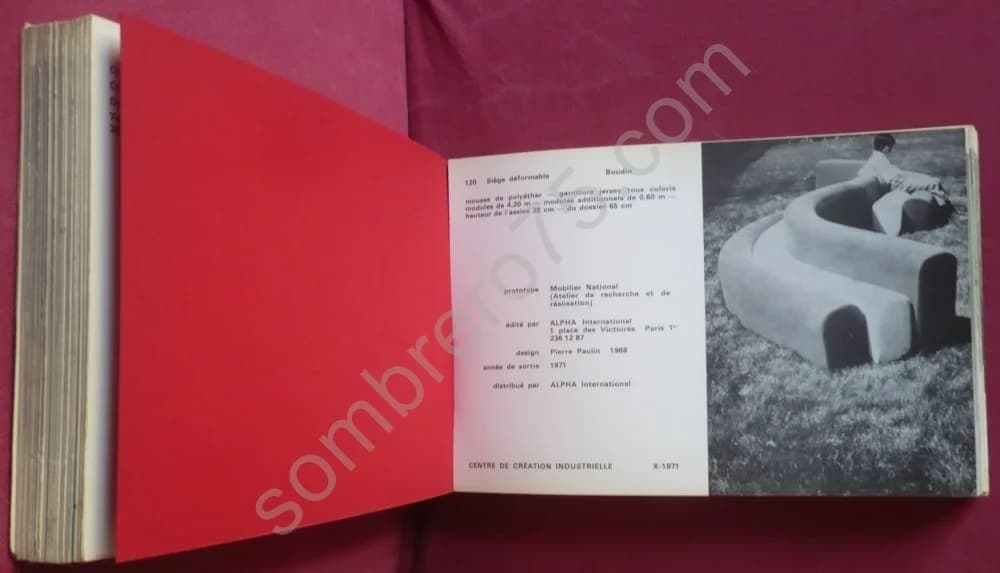 120 Siège déformable Boudin
mousse de polyéther — garniture jersey tous coloris
modules de 4,20 m — modules additionnels de 0,60 m —
hauteur de l'assise 35 cm — du dossier 65 cm
prototype Mobilier National
(Atelier de recherche et de
réalisation)
édité par ALPHA International
1 place des Victoires Paris 1er
236 12 87
design Pierre Paulin 1968
année de sortie 1971
distribué par ALPHA International
CENTRE DE CRÉATION INDUSTRIELLE X-1971
sombrero75.com